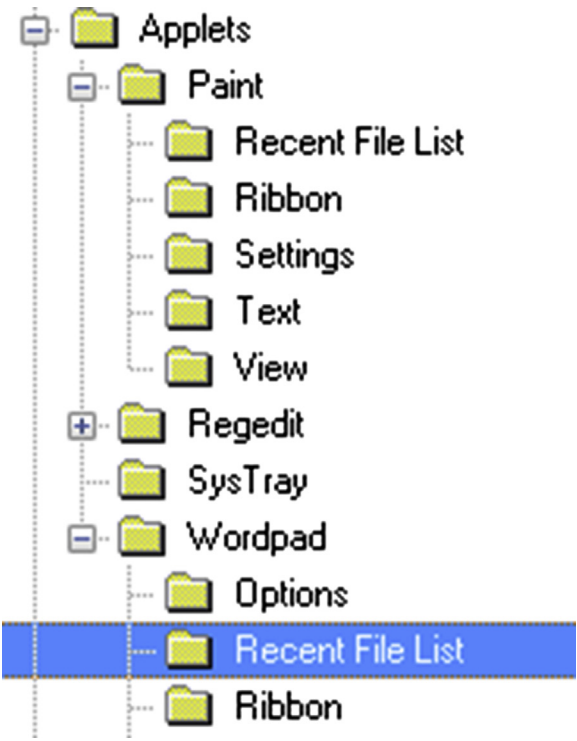 Applets
Paint
Recent File List
Ribbon
Settings
Text
View
Regedit
SysTray
Wordpad
Options
Recent File List
Ribbon